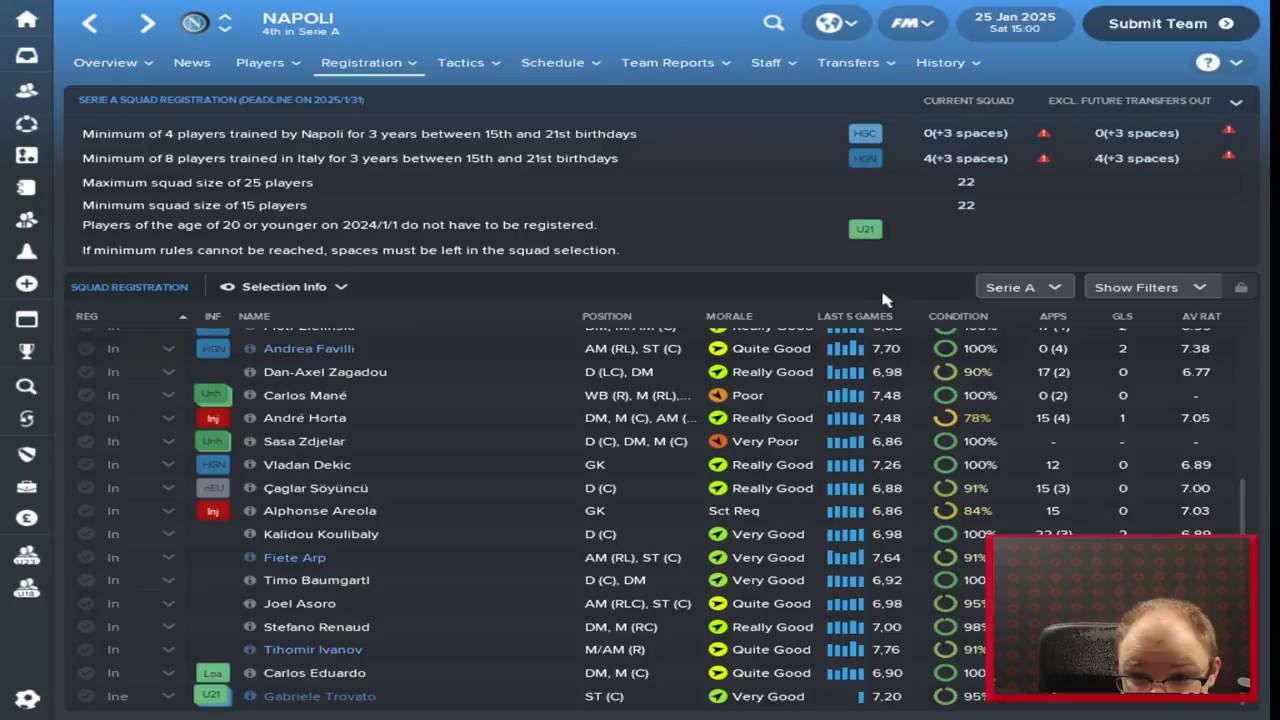 NAPOLI
4th in Serie A
FM
25 Jan 2025
Sat 15:00
Submit Team
Overview
News
Players
Registration
Tactics
Schedule
Team Reports
Staff
Transfers
History
?
SERIE A SQUAD REGISTRATION (DEADLINE ON 2025/1/31)
CURRENT SQUAD
EXCL. FUTURE TRANSFERS OUT
Minimum of 4 players trained by Napoli for 3 years between 15th and 21st birthdays HGC 0(+3 spaces) 0(+3 spaces)
Minimum of 8 players trained in Italy for 3 years between 15th and 21st birthdays HGN 4(+3 spaces) 4(+3 spaces)
Maximum squad size of 25 players 22
Minimum squad size of 15 players 22
Players of the age of 20 or younger on 2024/1/1 do not have to be registered. U21
If minimum rules cannot be reached, spaces must be left in the squad selection.
SQUAD REGISTRATION
Selection Info
Serie A
Show Filters
REG INF NAME POSITION MORALE LAST 5 GAMES CONDITION APPS GLS AV RAT
In HGN Andrea Favilli AM (RL), ST (C) Quite Good 7,70 100% 0 (4) 2 7.38
In Dan-Axel Zagadou D (LC), DM Really Good 6,98 90% 17 (2) 0 6.77
In Unh Carlos Mané WB (R), M (RL),... Poor 7,48 100% 0 (2) 0 -
In Inj André Horta DM, M (C), AM (... Really Good 7,48 78% 15 (4) 1 7.05
In Unh Sasa Zdjelar D (C), DM, M (C) Very Poor 6,86 100% - - -
In HGN Vladan Dekic GK Really Good 7,26 100% 12 0 6.89
In nEU Çaglar Söyüncü D (C) Really Good 6,88 91% 15 (3) 0 7.00
In Inj Alphonse Areola GK Sct Req 6,86 84% 15 0 7.03
In Kalidou Koulibaly D (C) Very Good 6,98 100%
In Fiete Arp AM (RL), ST (C) Very Good 7,64 91%
In Timo Baumgartl D (C), DM Very Good 6,92 100
In Joel Asoro AM (RLC), ST (C) Quite Good 6,98 95%
In Stefano Renaud DM, M (RC) Really Good 7,00 98%
In Tihomir Ivanov M/AM (R) Quite Good 7,76 91%
In Loa Carlos Eduardo DM, M (C) Quite Good 6,90 100
Ine U21 Gabriele Trovato ST (C) Very Good 7,20 95%